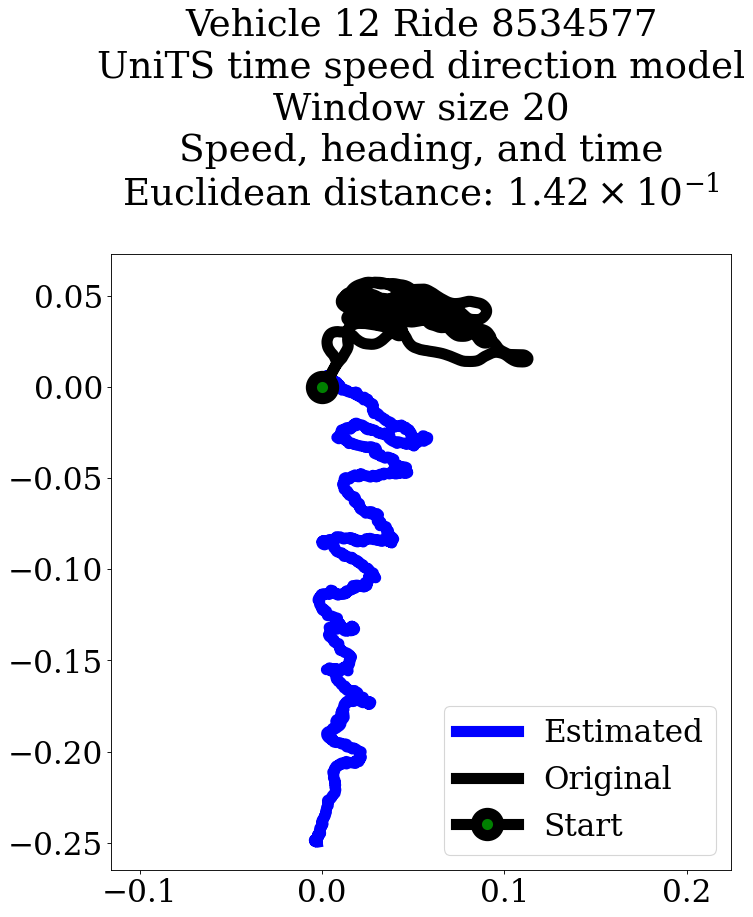 Vehicle 12 Ride 8534577
UniTS time speed direction model
Window size 20
Speed, heading, and time
Euclidean distance: 1.42 × 10⁻¹
0.05
0.00
−0.05
−0.10
−0.15
−0.20
−0.25
Estimated
Original
Start
−0.1
0.0
0.1
0.2